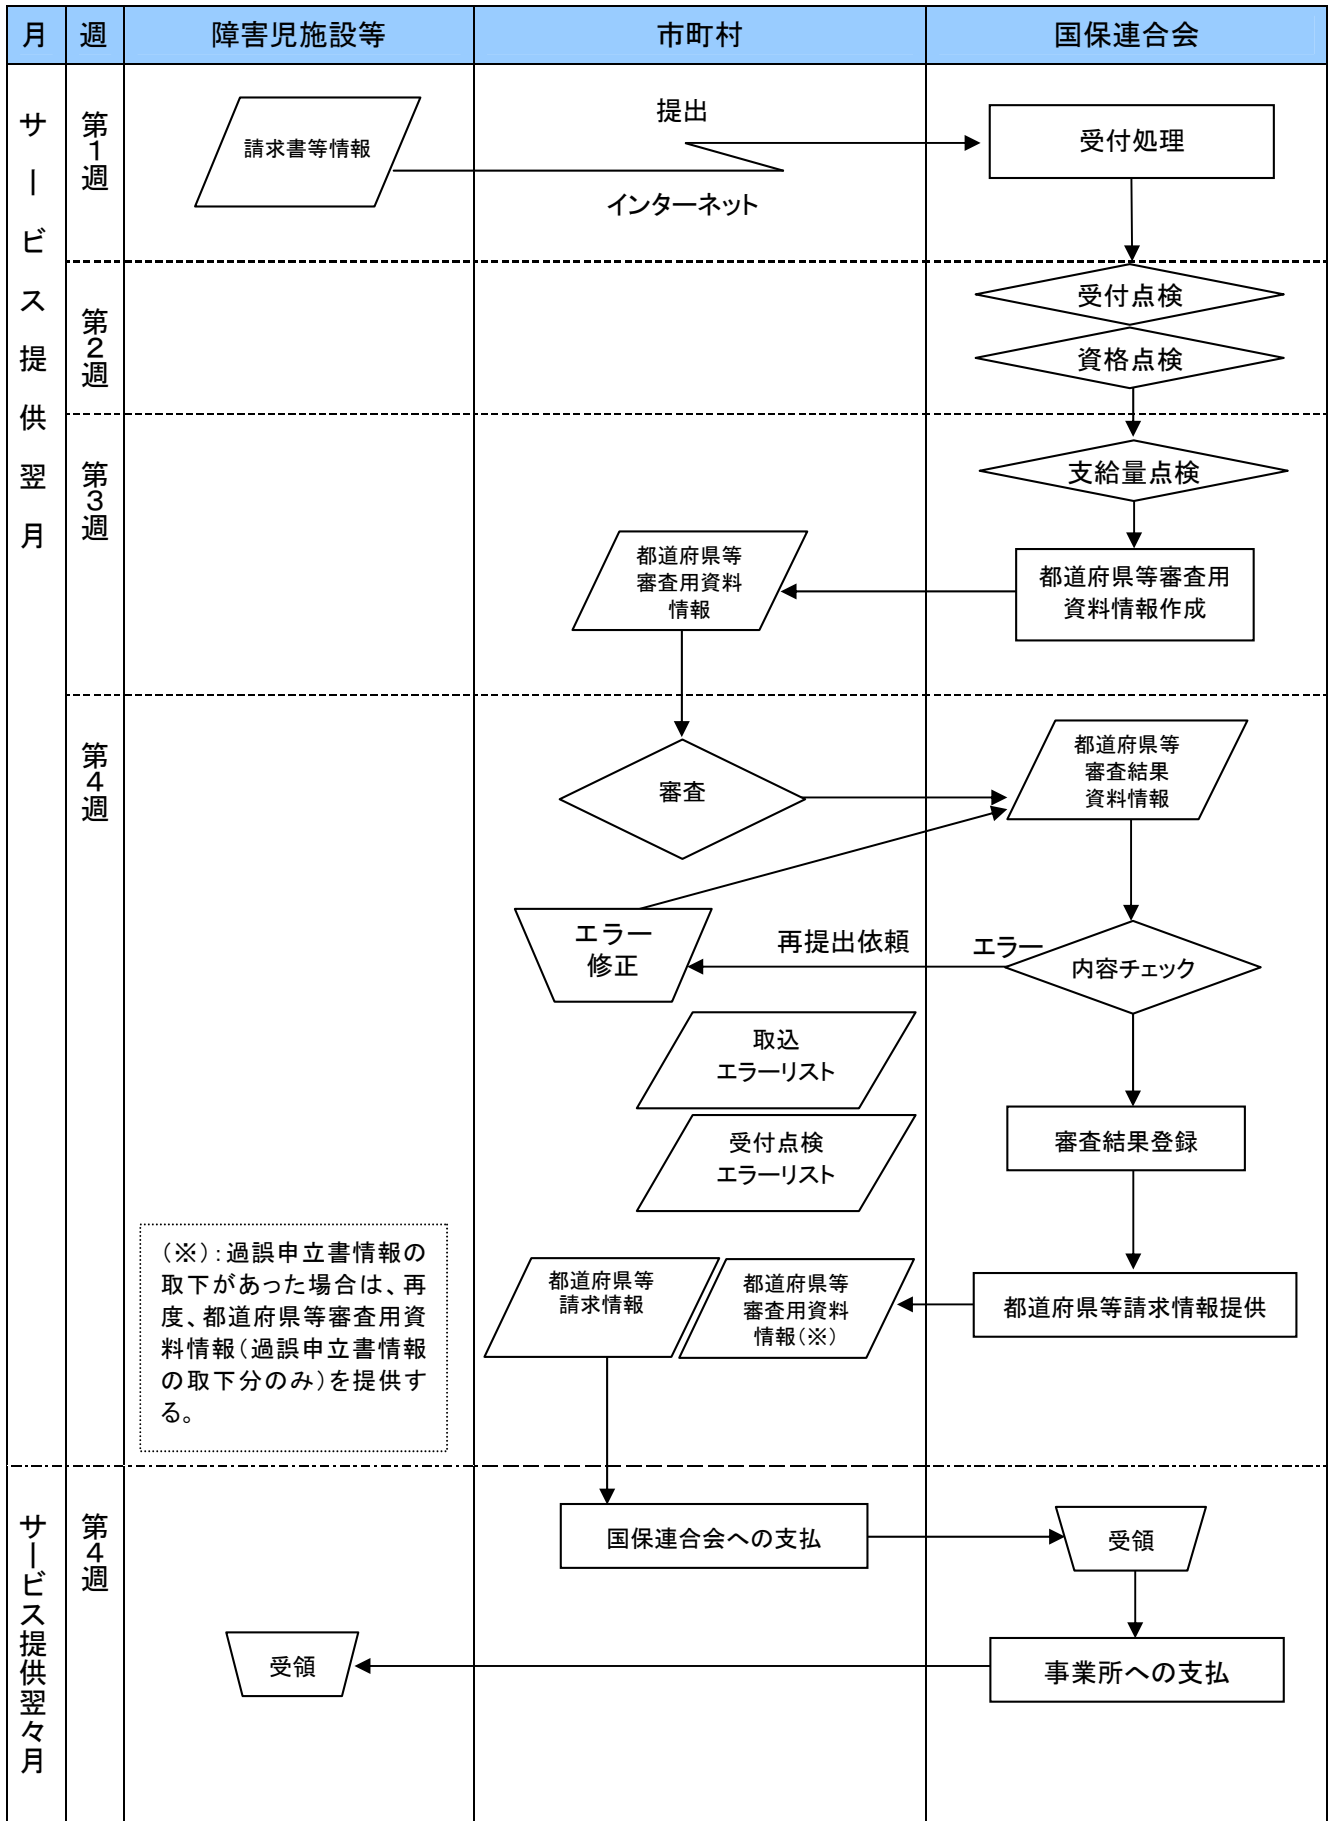 月
週
障害児施設等
市町村
国保連合会
サービス提供翌月
第1週
請求書等情報
提出
インターネット
受付処理
第2週
受付点検
資格点検
第3週
支給量点検
都道府県等
審査用資料
情報
都道府県等審査用
資料情報作成
第4週
審査
都道府県等
審査結果
資料情報
エラー
修正
再提出依頼
エラー
内容チェック
取込
エラーリスト
受付点検
エラーリスト
審査結果登録
(※):過誤申立書情報の
取下があった場合は、再
度、都道府県等審査用資
料情報(過誤申立書情報
の取下分のみ)を提供す
る。
都道府県等
請求情報
都道府県等
審査用資料
情報(※)
都道府県等請求情報提供
サービス提供翌々月
第4週
国保連合会への支払
受領
受領
事業所への支払